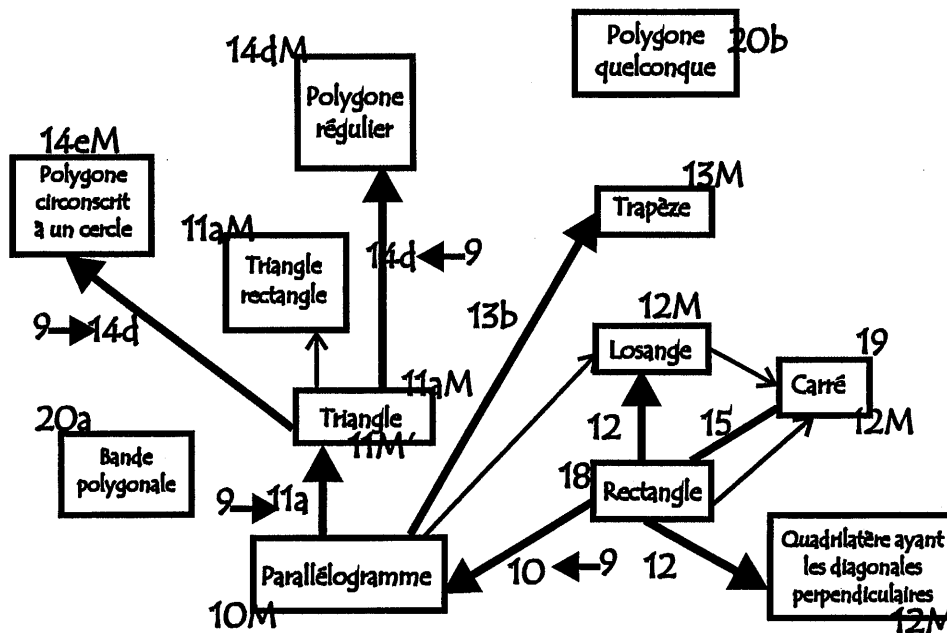 14dM
Polygone
régulier
Polygone
quelconque
20b
14eM
Polygone
circonscrit
à un cercle
13M
Trapèze
11aM
Triangle
rectangle
14d
9
9
14d
13b
12M
Losange
19
Carré
12M
11aM
Triangle
11M'
20a
Bande
polygonale
12
15
18
Rectangle
9
11a
Parallélogramme
10M
10
9
12
Quadrilatère ayant
les diagonales
perpendiculaires
12M